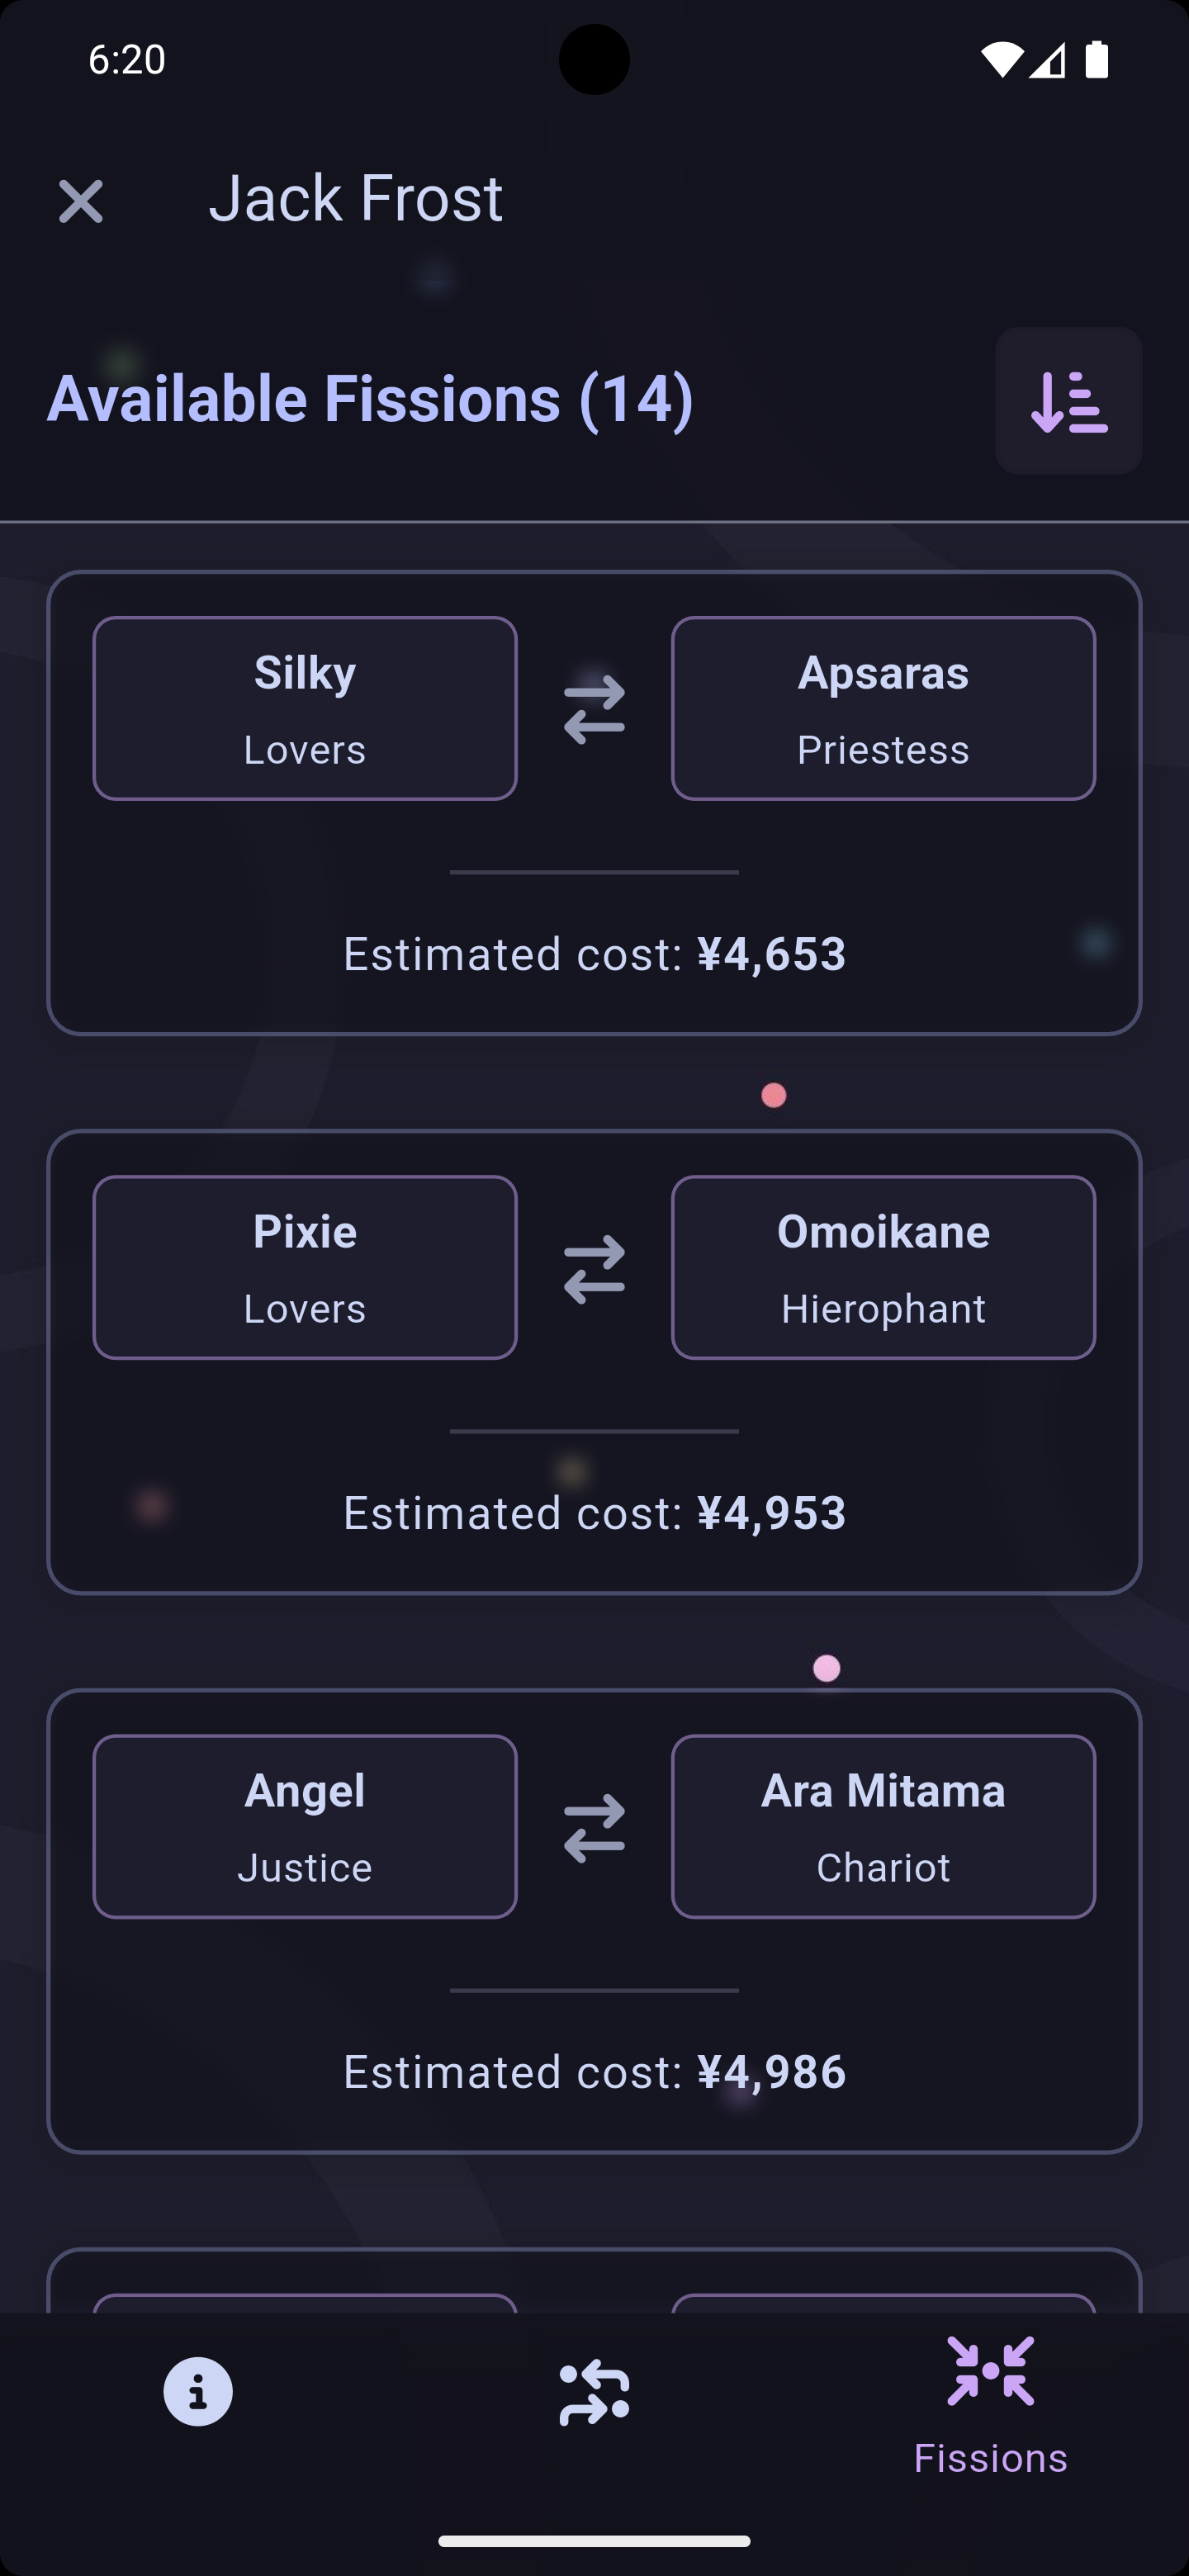 6:20
Jack Frost
Available Fissions (14)
Silky
Lovers
Apsaras
Priestess
Estimated cost: ¥4,653
Pixie
Lovers
Omoikane
Hierophant
Estimated cost: ¥4,953
Angel
Justice
Ara Mitama
Chariot
Estimated cost: ¥4,986
Fissions